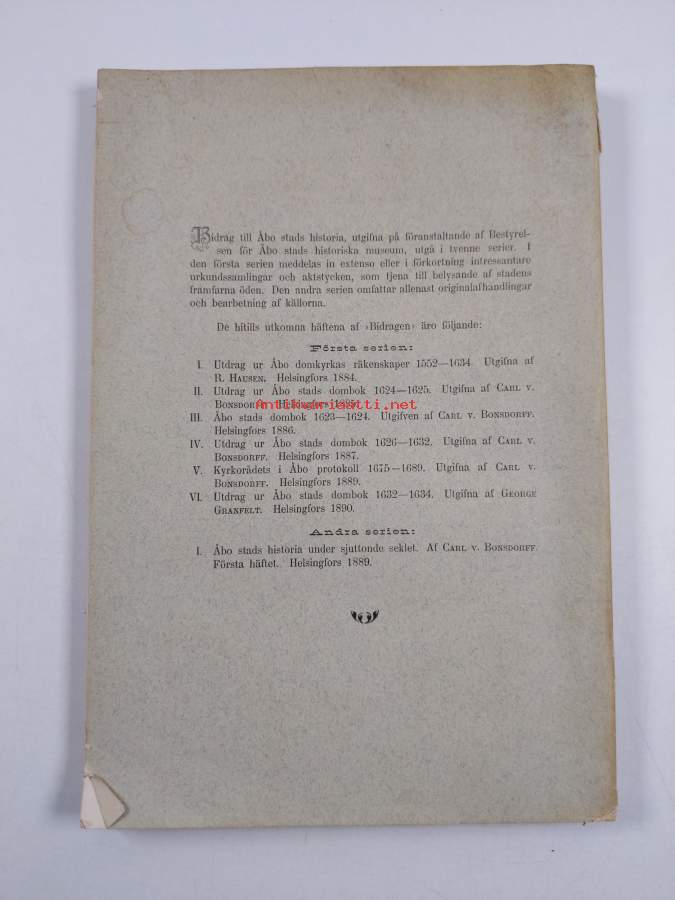 Bidrag till Åbo stads historia, utgifna på föranstaltande af Bestyrel-
sen för Åbo stads historiska museum, utgå i tvenne serier. I
den första serien meddelas in extenso eller i förkortning intressantare
urkundssamlingar och aktstycken, som tjena till belysande af stadens
framfarna öden. Den andra serien omfattar allenast originalafhandlingar
och bearbetning af källorna.
De hittills utkomna häftena af ›Bidragen› äro följande:
Första serien:
I. Utdrag ur Åbo domkyrkas räkenskaper 1552—1634. Utgifna af
R. HAUSEN. Helsingfors 1884.
II. Utdrag ur Åbo stads dombok 1624—1625. Utgifna af CARL V.
BONSDORFF. Helsingfors
antikvariaatti.net
III. Åbo stads dombok 1623—1624. Utgifven af CARL V. BONSDORFF.
Helsingfors 1886.
IV. Utdrag ur Åbo stads dombok 1626—1632. Utgifna af CARL V.
BONSDORFF. Helsingfors 1887.
V. Kyrkorådets i Åbo protokoll 1675—1689. Utgifna af CARL V.
BONSDORFF. Helsingfors 1889.
VI. Utdrag ur Åbo stads dombok 1632—1634. Utgifna af GEORGE
GRANFELT. Helsingfors 1890.
Andra serien:
I. Åbo stads historia under sjuttonde seklet. Af CARL V. BONSDORFF.
Första häftet. Helsingfors 1889.